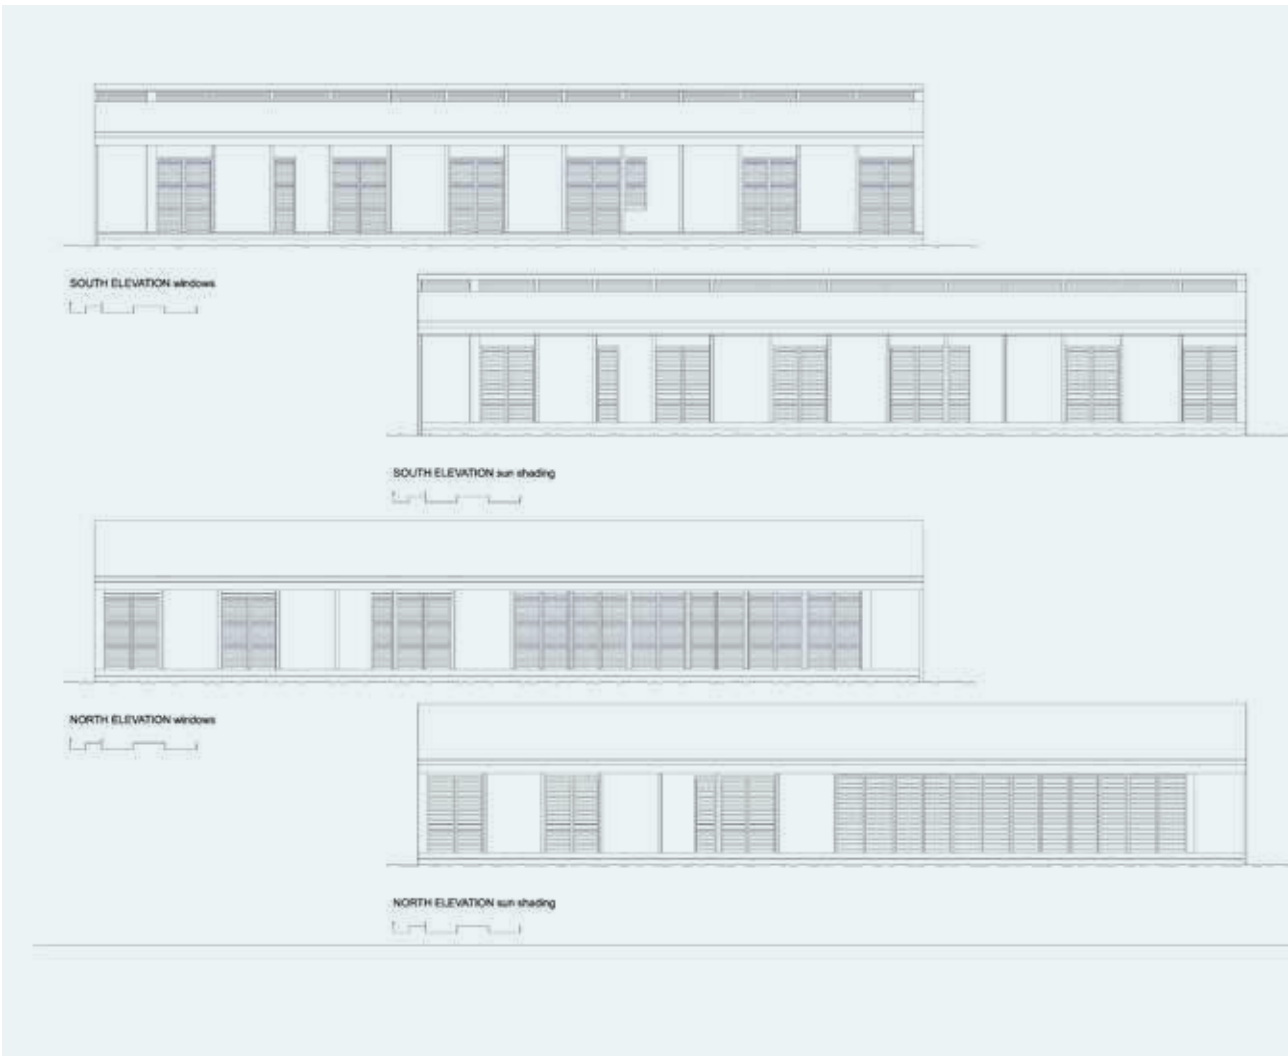 SOUTH ELEVATION windows
SOUTH ELEVATION sun shading
NORTH ELEVATION windows
NORTH ELEVATION sun shading